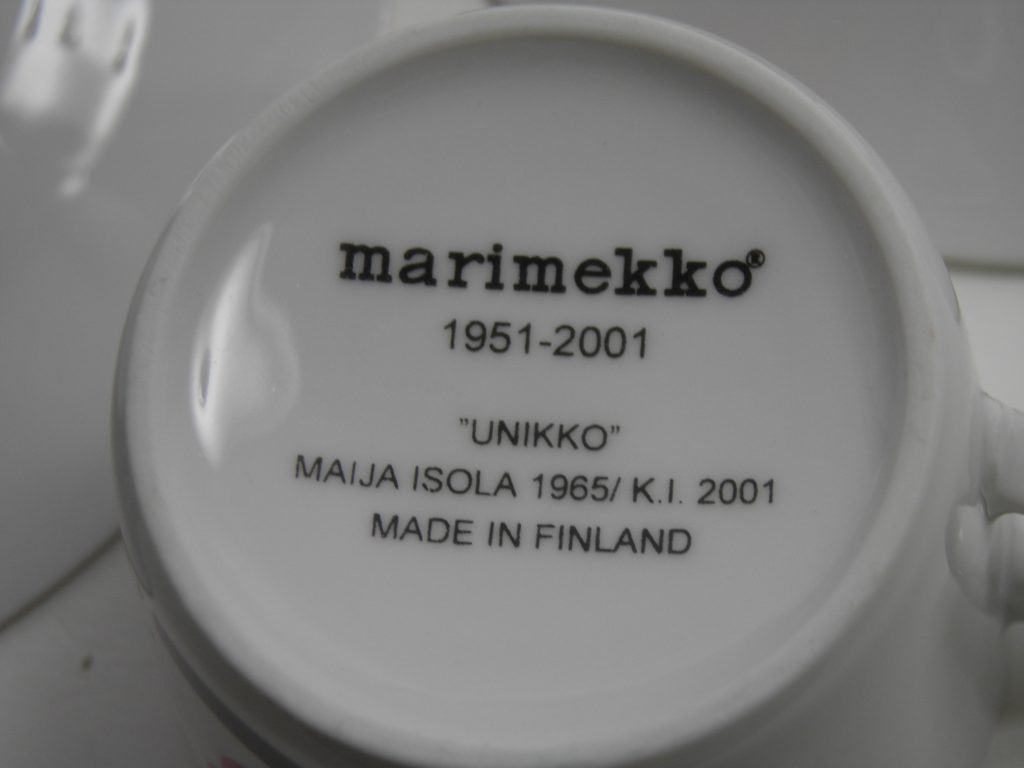 marimekko®
1951-2001
"UNIKKO"
MAIJA ISOLA 1965/ K.I. 2001
MADE IN FINLAND